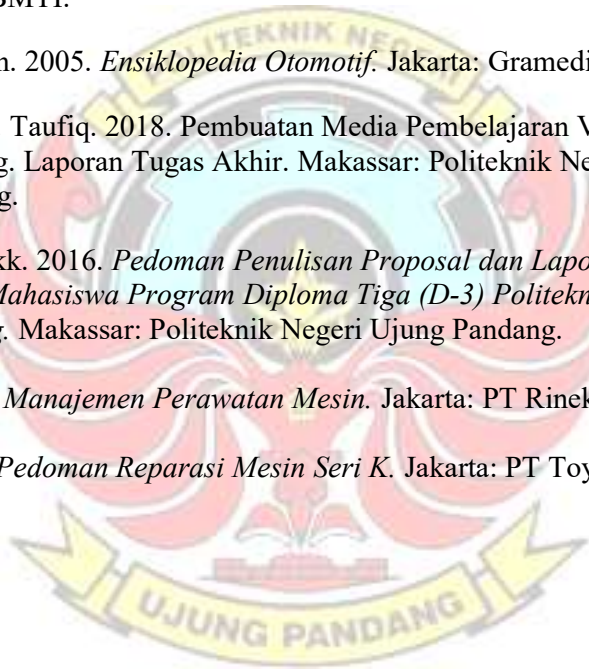 BMTI.
TEKNIK NEGERI
n. 2005. Ensiklopedia Otomotif. Jakarta: Gramedi
Taufiq. 2018. Pembuatan Media Pembelajaran V
g. Laporan Tugas Akhir. Makassar: Politeknik Ne
g.
kk. 2016. Pedoman Penulisan Proposal dan Lapo
Mahasiswa Program Diploma Tiga (D-3) Politekn
g. Makassar: Politeknik Negeri Ujung Pandang.
Manajemen Perawatan Mesin. Jakarta: PT Rinek
Pedoman Reparasi Mesin Seri K. Jakarta: PT Toy
UJUNG PANDANG